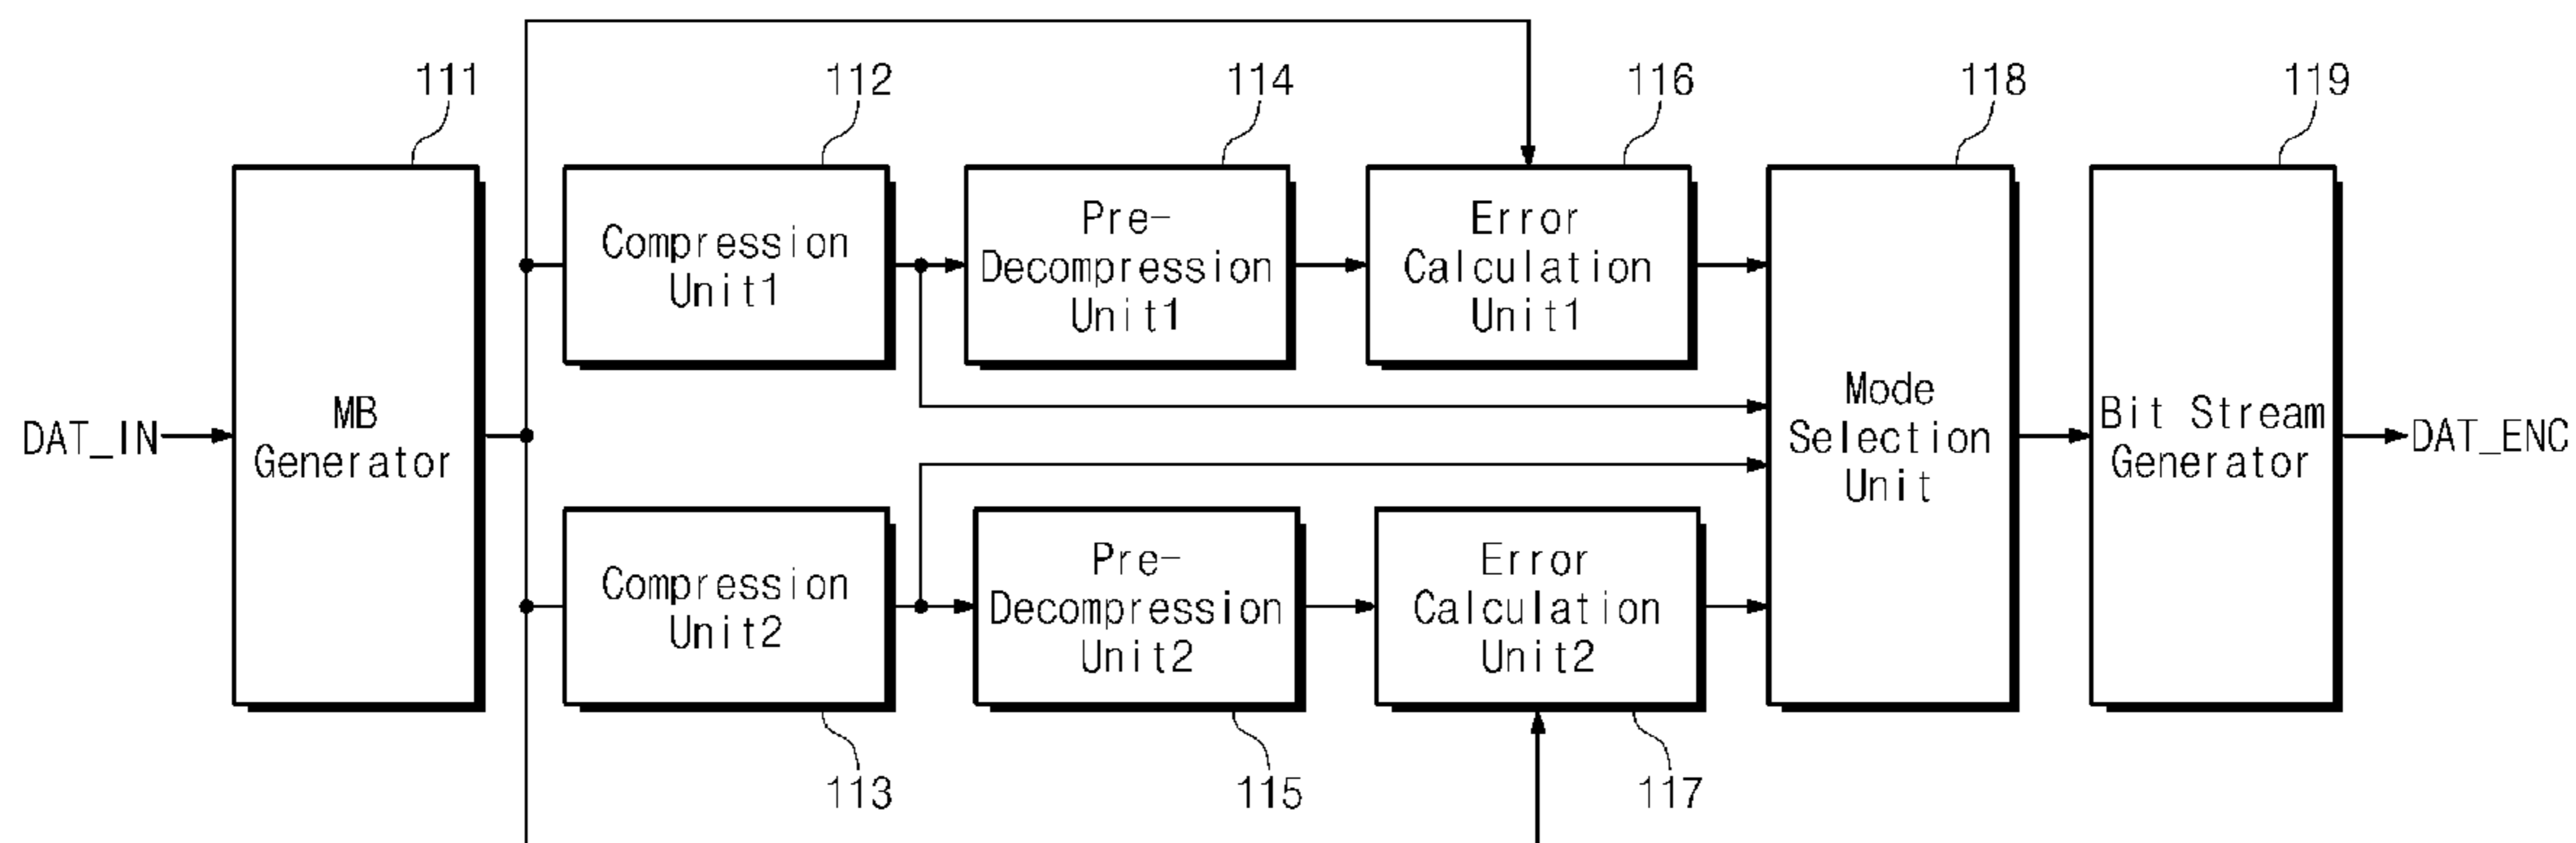 111
112
114
116
118
119
DAT_IN
MB
Generator
Compression
Unit1
Pre-
Decompression
Unit1
Error
Calculation
Unit1
Compression
Unit2
Pre-
Decompression
Unit2
Error
Calculation
Unit2
Mode
Selection
Unit
Bit Stream
Generator
DAT_ENC
113
115
117